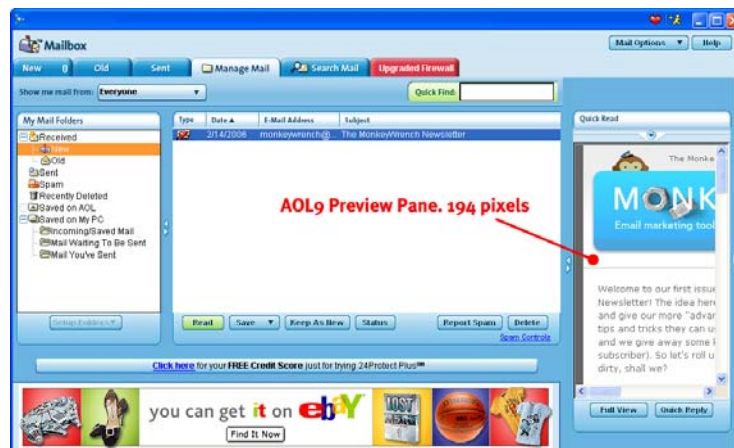 Mailbox
Mail Options
Help
New 0 Old Sent Manage Mail Search Mail Upgraded Firewall
Show me mail from: Everyone
Quick Find:
My Mail Folders
Type Date E-Mail Address Subject
Quick Read
Received
New
Old
Sent
Spam
Recently Deleted
Saved on AOL
Saved on My PC
Incoming/Saved Mail
Mail Waiting To Be Sent
Mail You've Sent
2/14/2006 monkeywrench@... The MonkeyWrench Newsletter
AOL9 Preview Pane. 194 pixels
The Monke
MONK
Email marketing tool
Welcome to our first issue
Newsletter! The idea here
and give our more "advar
tips and tricks they can u
and we give away some
subscriber). So let's roll u
dirty, shall we?
Setup Folders
Read Save Keep As New Status Report Spam Delete
Spam Controls
Full View Quick Reply
Click here for your FREE Credit Score just for trying 24Protect Plus℠
you can get it on ebY
Find It Now
LOST